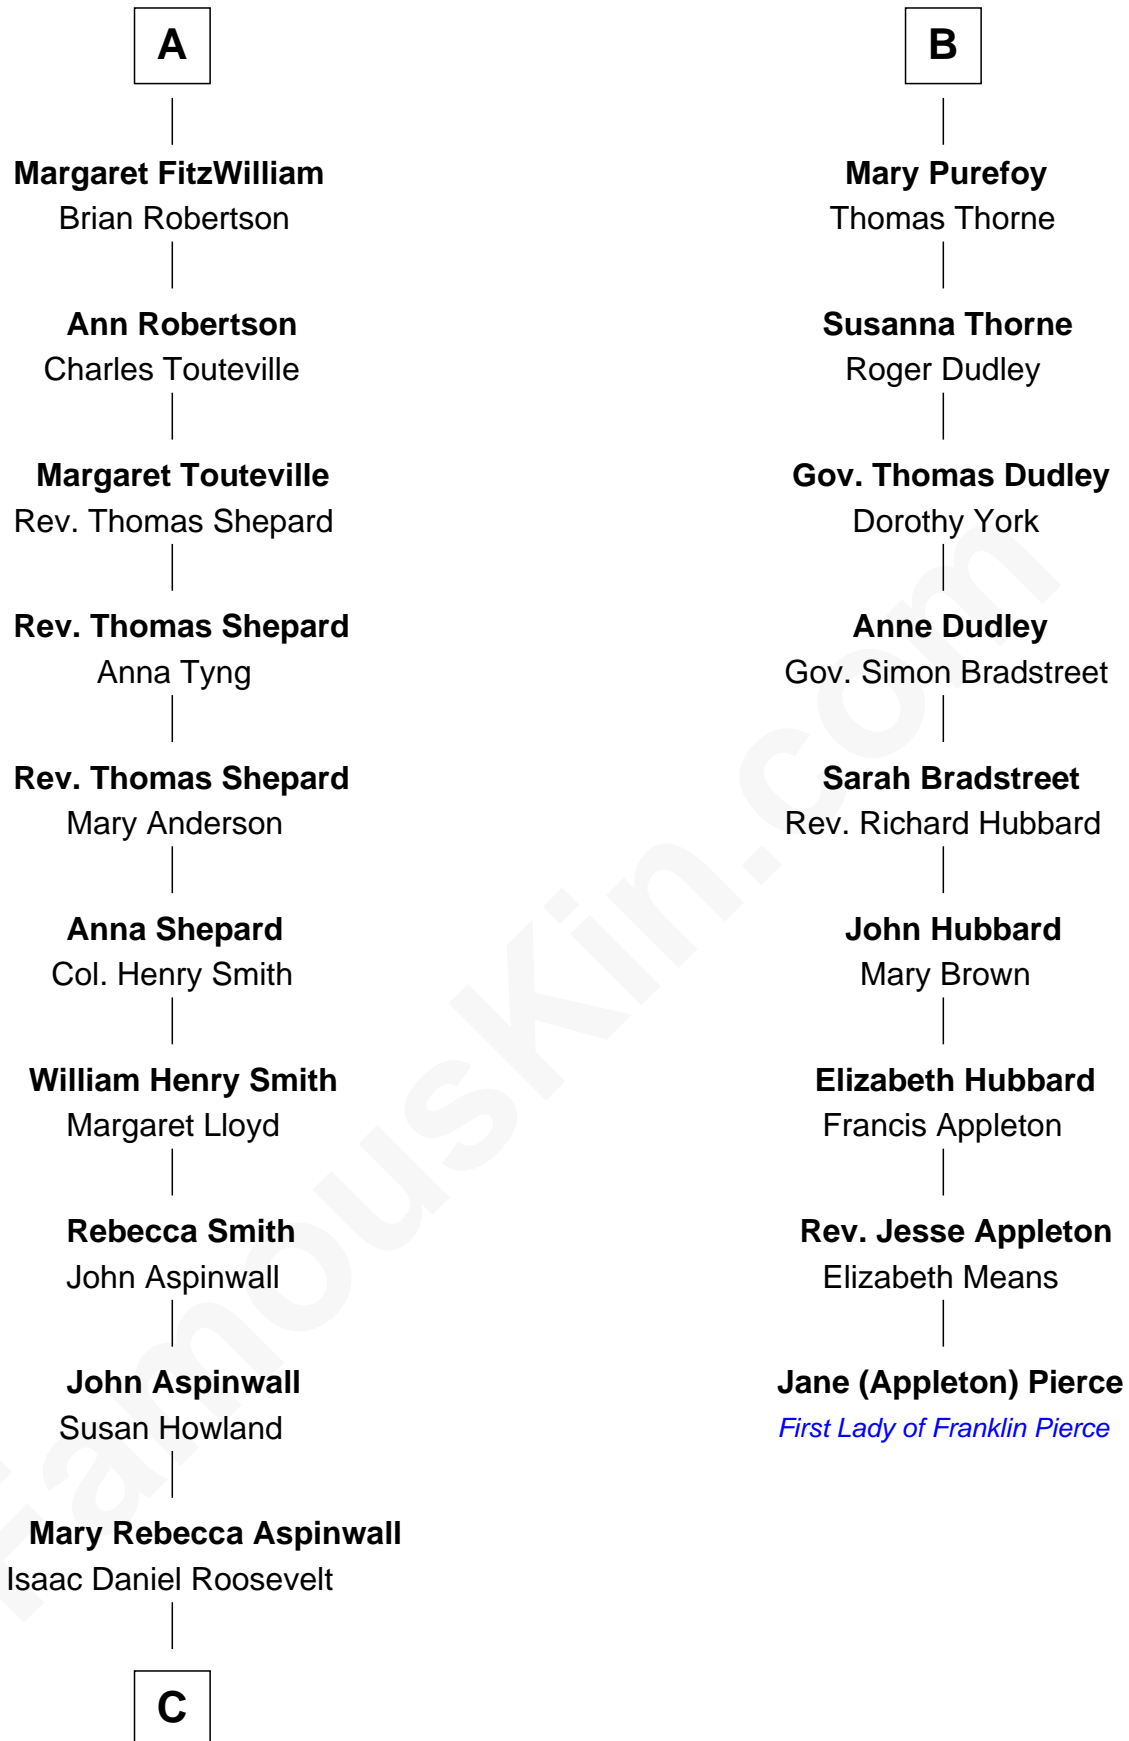 A
Margaret FitzWilliam
Brian Robertson
Ann Robertson
Charles Touteville
Margaret Touteville
Rev. Thomas Shepard
Rev. Thomas Shepard
Anna Tyng
Rev. Thomas Shepard
Mary Anderson
Anna Shepard
Col. Henry Smith
William Henry Smith
Margaret Lloyd
Rebecca Smith
John Aspinwall
John Aspinwall
Susan Howland
Mary Rebecca Aspinwall
Isaac Daniel Roosevelt
C
B
Mary Purefoy
Thomas Thorne
Susanna Thorne
Roger Dudley
Gov. Thomas Dudley
Dorothy York
Anne Dudley
Gov. Simon Bradstreet
Sarah Bradstreet
Rev. Richard Hubbard
John Hubbard
Mary Brown
Elizabeth Hubbard
Francis Appleton
Rev. Jesse Appleton
Elizabeth Means
Jane (Appleton) Pierce
First Lady of Franklin Pierce
FamousKin.com